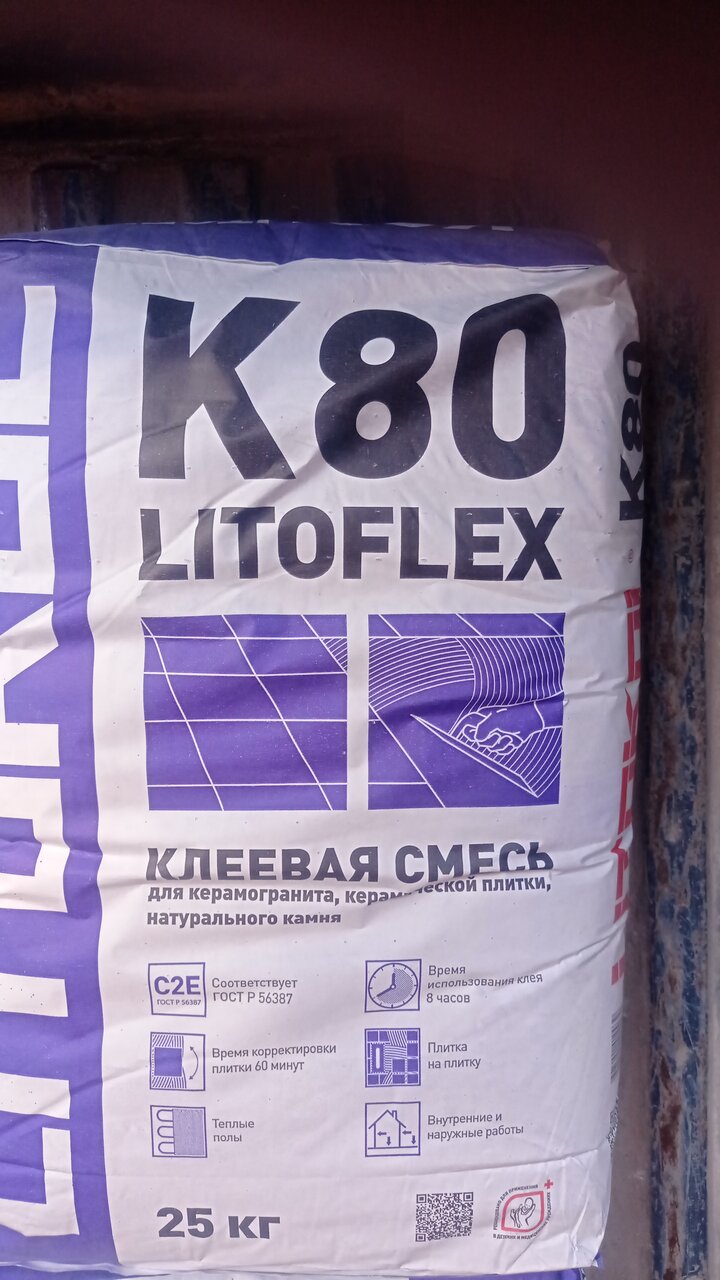 K80
LITOFLEX
КЛЕЕВАЯ СМЕСЬ
для керамогранита, керамической плитки,
натурального камня
C2E
ГОСТ Р 56387
Соответствует
ГОСТ Р 56387
Время
использования клея
8 часов
Время корректировки
плитки 60 минут
Плитка
на плитку
Теплые
полы
Внутренние и
наружные работы
25 кг
K80